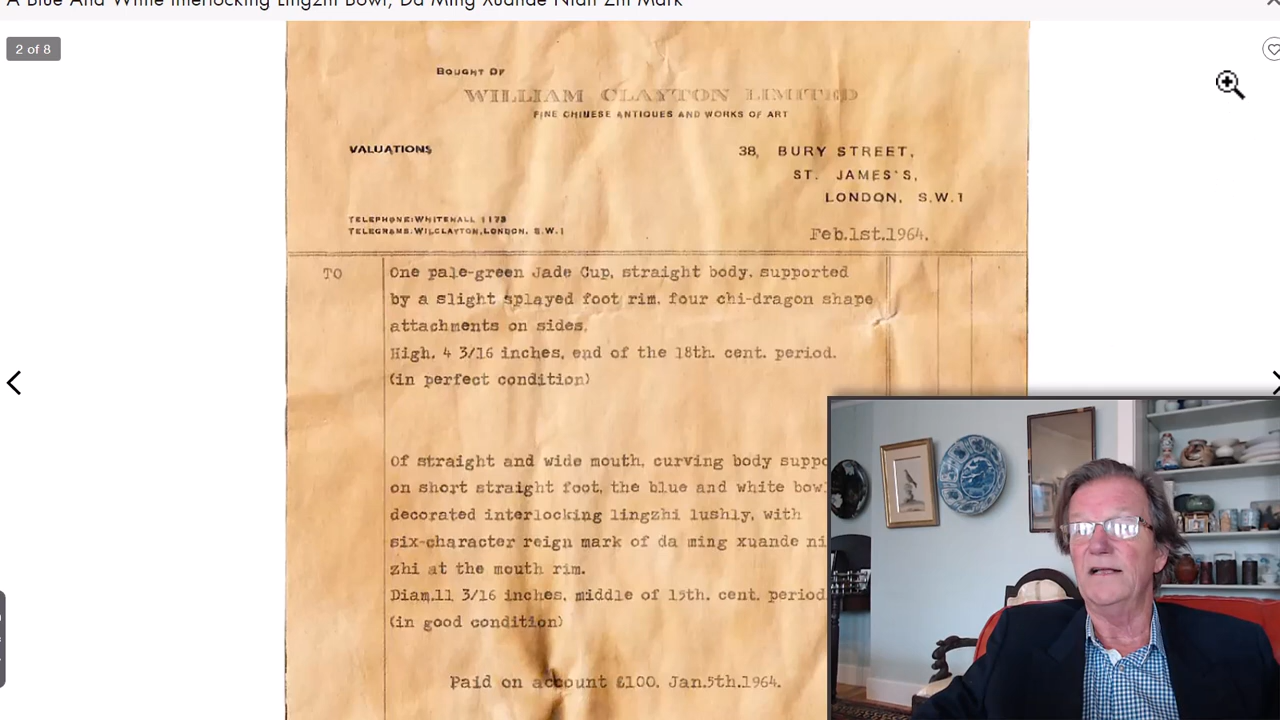 A Blue And White Interlocking Lingzhi Bowl, Da Ming Xuande Nian Zhi Mark
2 of 8
BOUGHT OF
WILLIAM CLAYTON LIMITED
FINE CHINESE ANTIQUES AND WORKS OF ART
VALUATIONS
38, BURY STREET,
ST. JAMES'S,
LONDON, S.W.1
TELEPHONE:WHITEHALL 1173
TELEGRAMS.WILCLAYTON,LONDON. S.W.1
Feb.1st.1964.
TO
One pale-green Jade Cup, straight body, supported
by a slight splayed foot rim, four chi-dragon shape
attachments on sides.
High. 4 3/16 inches, end of the 18th. cent. period.
(in perfect condition)
Of straight and wide mouth, curving body suppo
on short straight foot, the blue and white bowl
decorated interlocking lingzhi lushly, with
six-character reign mark of da ming xuande ni
zhi at the mouth rim.
Diam.11 3/16 inches, middle of 15th. cent. period
(in good condition)
Paid on account £100. Jan.5th.1964.